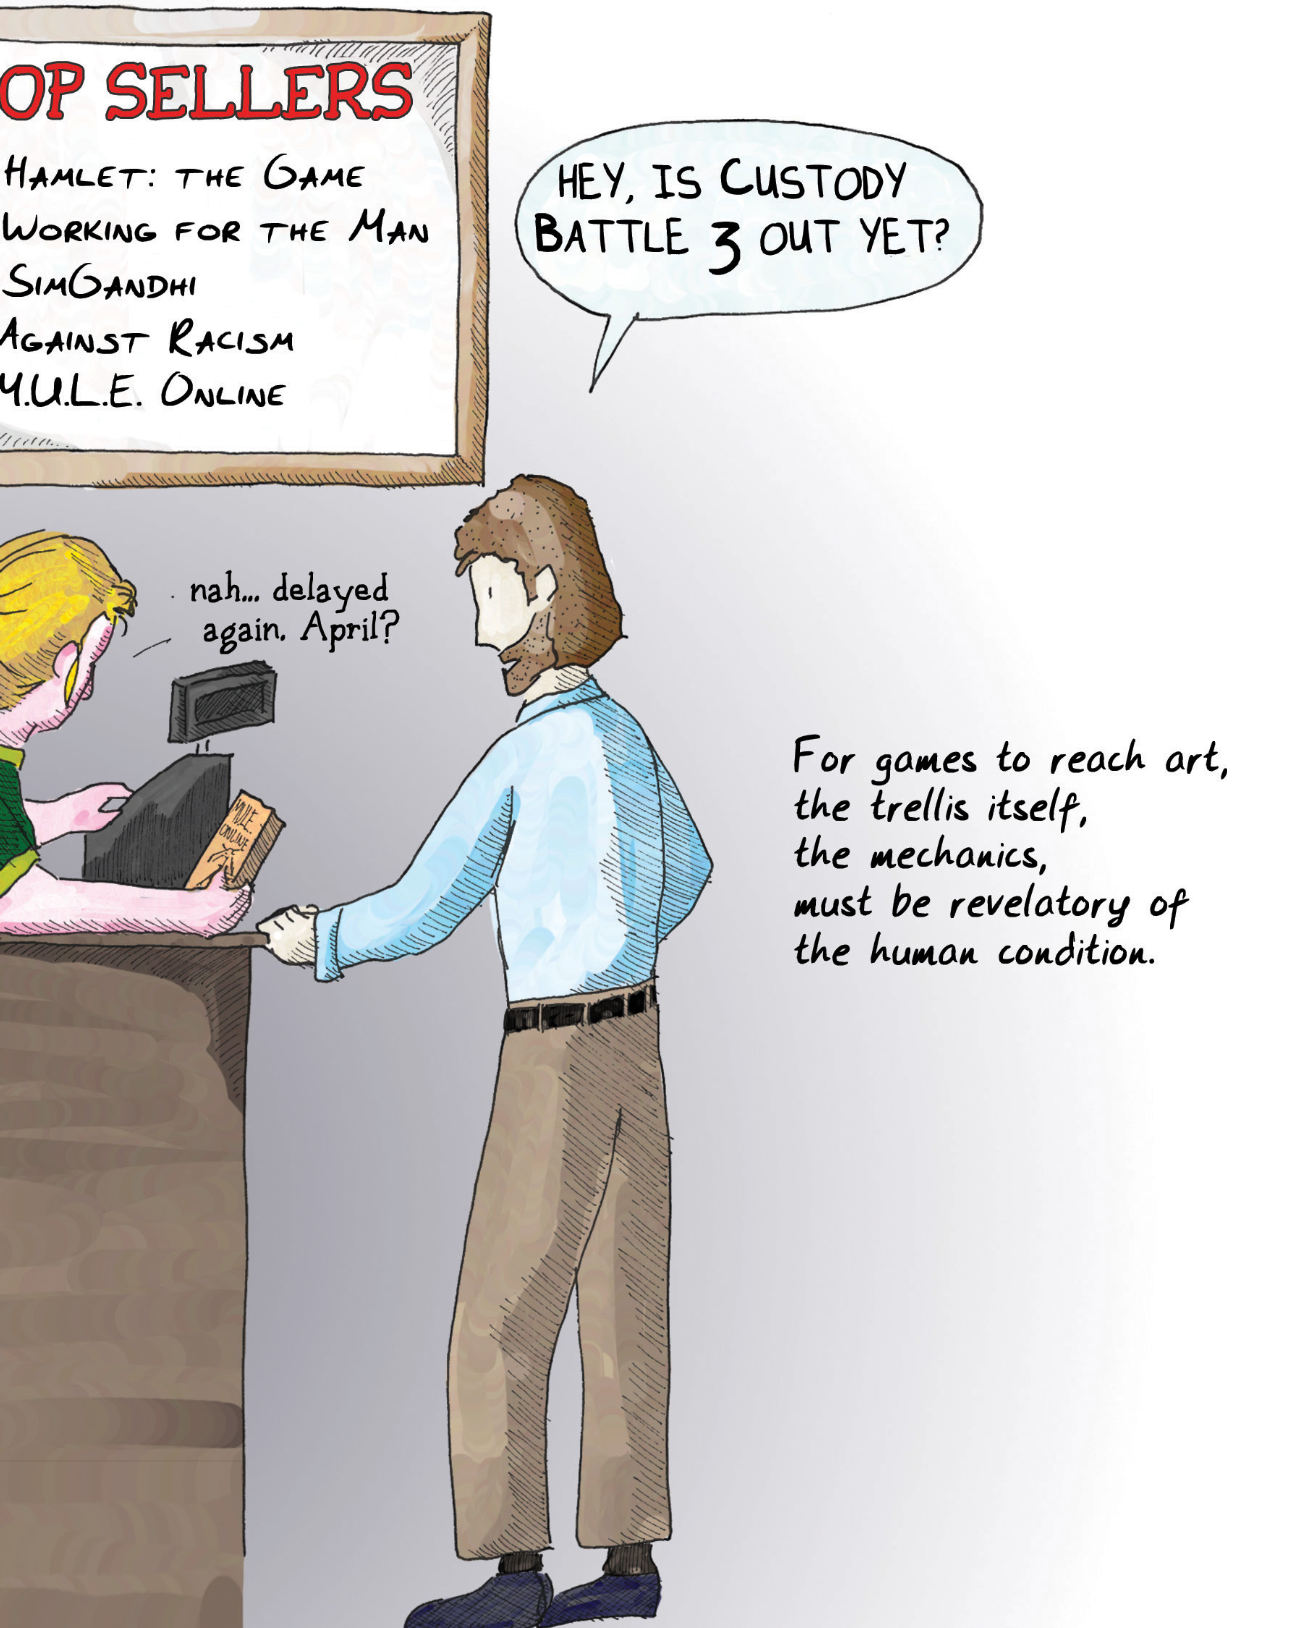 OP SELLERS
HAMLET: THE GAME
WORKING FOR THE MAN
SIMGANDHI
AGAINST RACISM
M.U.L.E. ONLINE
HEY, IS CUSTODY
BATTLE 3 OUT YET?
nah... delayed
again. April?
MULE
ONLINE
For games to reach art,
the trellis itself,
the mechanics,
must be revelatory of
the human condition.